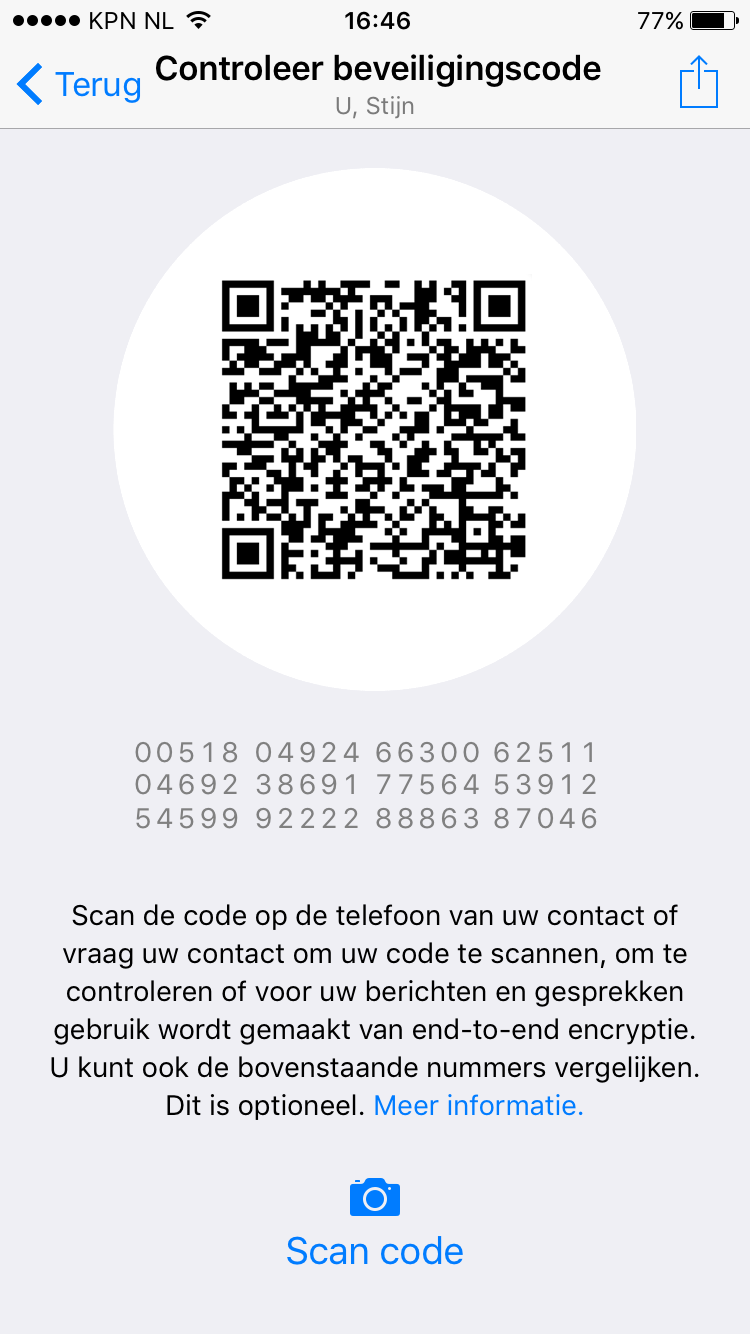 KPN NL 16:46 77%
Terug Controleer beveiligingscode
U, Stijn
00518 04924 66300 62511
04692 38691 77564 53912
54599 92222 88863 87046
Scan de code op de telefoon van uw contact of
vraag uw contact om uw code te scannen, om te
controleren of voor uw berichten en gesprekken
gebruik wordt gemaakt van end-to-end encryptie.
U kunt ook de bovenstaande nummers vergelijken.
Dit is optioneel. Meer informatie.
Scan code